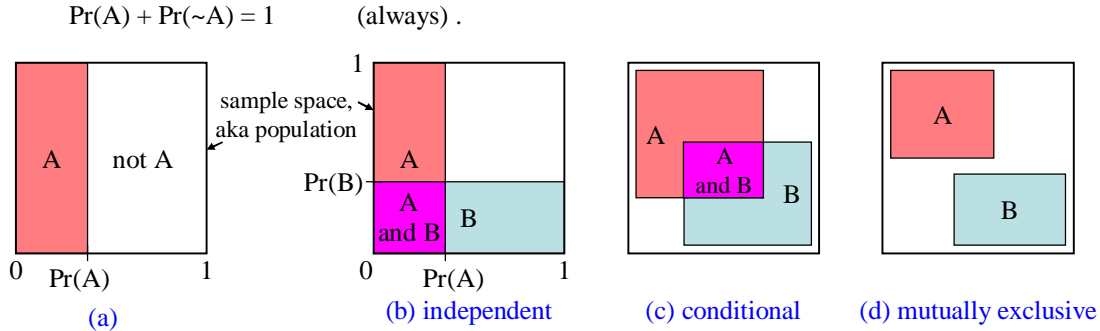 Pr(A) + Pr(~A) = 1 (always) .
A
not A
0
Pr(A)
1
(a)
sample space,
aka population
1
A
Pr(B)
A
and B
B
0
Pr(A)
1
(b) independent
A
A
and B
B
(c) conditional
A
B
(d) mutually exclusive